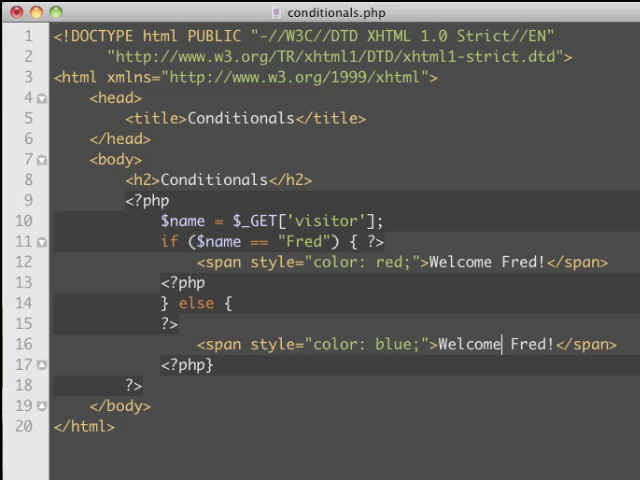 conditionals.php
1 <!DOCTYPE html PUBLIC "-//W3C//DTD XHTML 1.0 Strict//EN"
2 "http://www.w3.org/TR/xhtml1/DTD/xhtml1-strict.dtd">
3 <html xmlns="http://www.w3.org/1999/xhtml">
4 <head>
5 <title>Conditionals</title>
6 </head>
7 <body>
8 <h2>Conditionals</h2>
9 <?php
10 $name = $_GET['visitor'];
11 if ($name == "Fred") { ?>
12 <span style="color: red;">Welcome Fred!</span>
13 <?php
14 } else {
15 ?>
16 <span style="color: blue;">Welcome Fred!</span>
17 <?php}
18 ?>
19 </body>
20 </html>